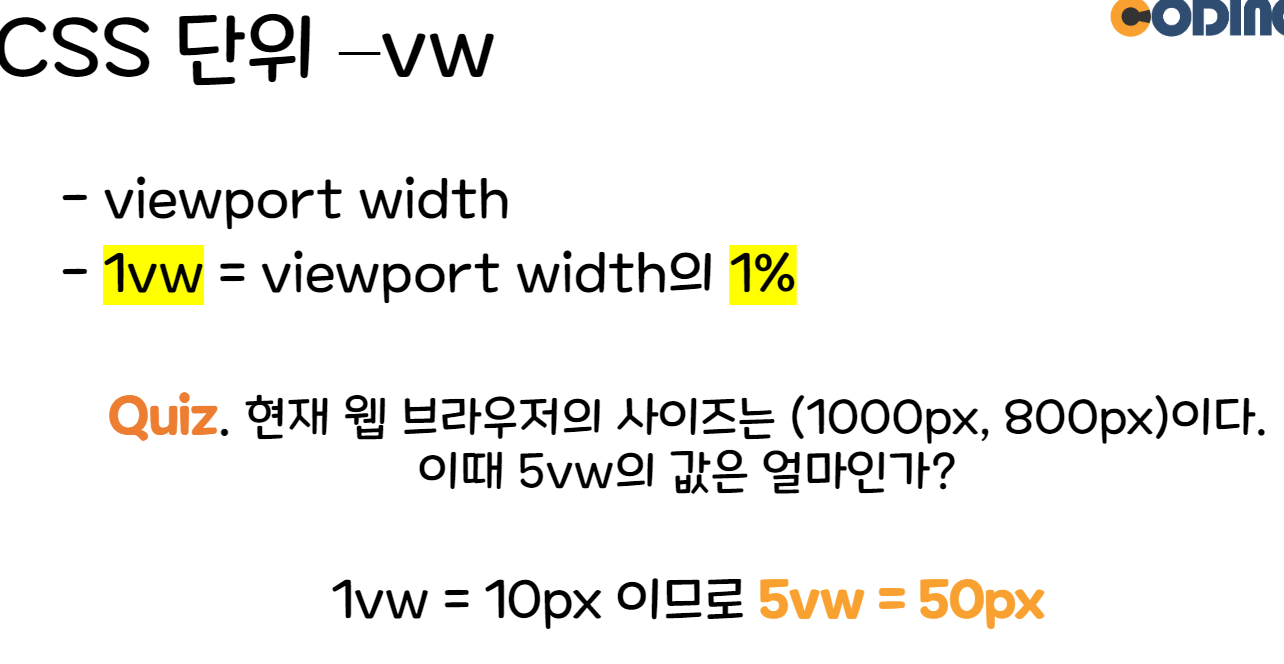 CSS 단위 –vw
- viewport width
- 1vw = viewport width의 1%
Quiz. 현재 웹 브라우저의 사이즈는 (1000px, 800px)이다.
이때 5vw의 값은 얼마인가?
1vw = 10px 이므로 5vw = 50px